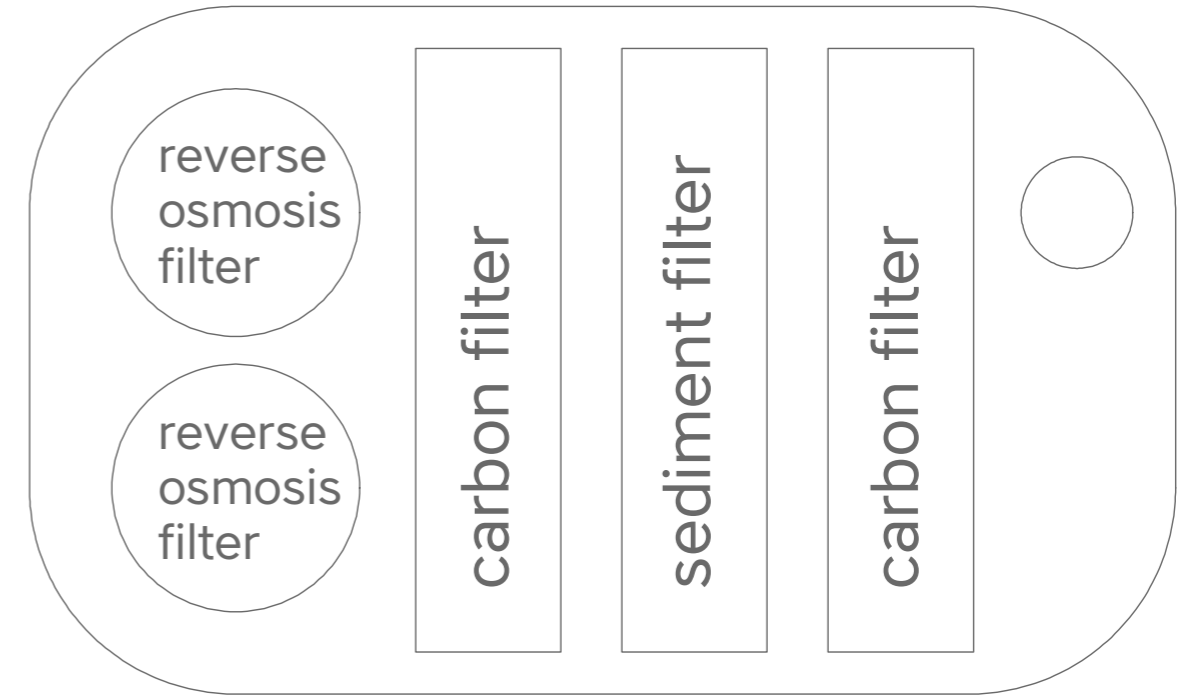 reverse
osmosis
filter
reverse
osmosis
filter
carbon filter
sediment filter
carbon filter